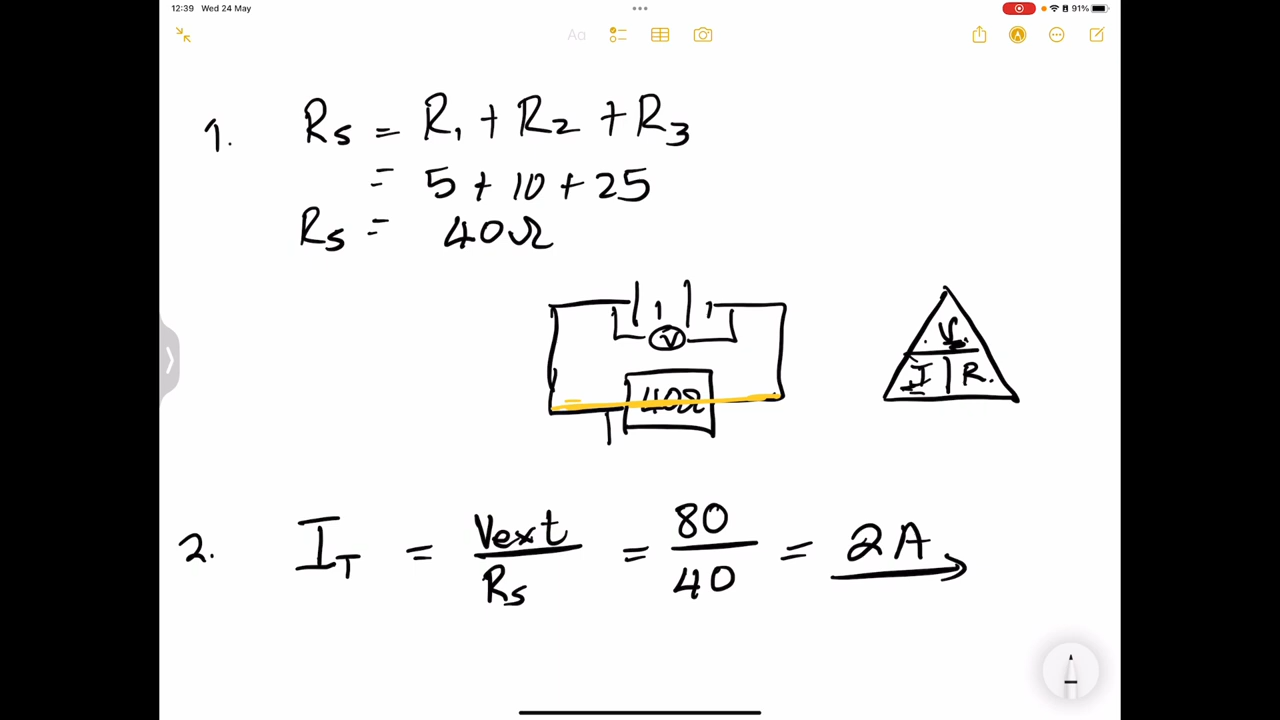 12:39 Wed 24 May
91%
Aa
1. Rs = R1 + R2 + R3
= 5 + 10 + 25
Rs = 40Ω
V
40Ω
V
I R
2. IT = Vext / Rs = 80 / 40 = 2A